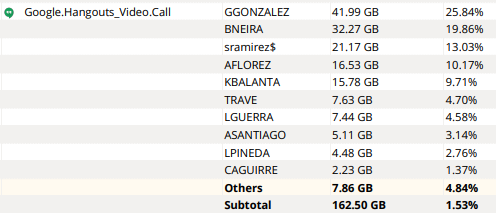 Google.Hangouts_Video.Call GGONZALEZ 41.99 GB 25.84%
BNEIRA 32.27 GB 19.86%
sramirez$ 21.17 GB 13.03%
AFLOREZ 16.53 GB 10.17%
KBALANTA 15.78 GB 9.71%
TRAVE 7.63 GB 4.70%
LGUERRA 7.44 GB 4.58%
ASANTIAGO 5.11 GB 3.14%
LPINEDA 4.48 GB 2.76%
CAGUIRRE 2.23 GB 1.37%
Others 7.86 GB 4.84%
Subtotal 162.50 GB 1.53%